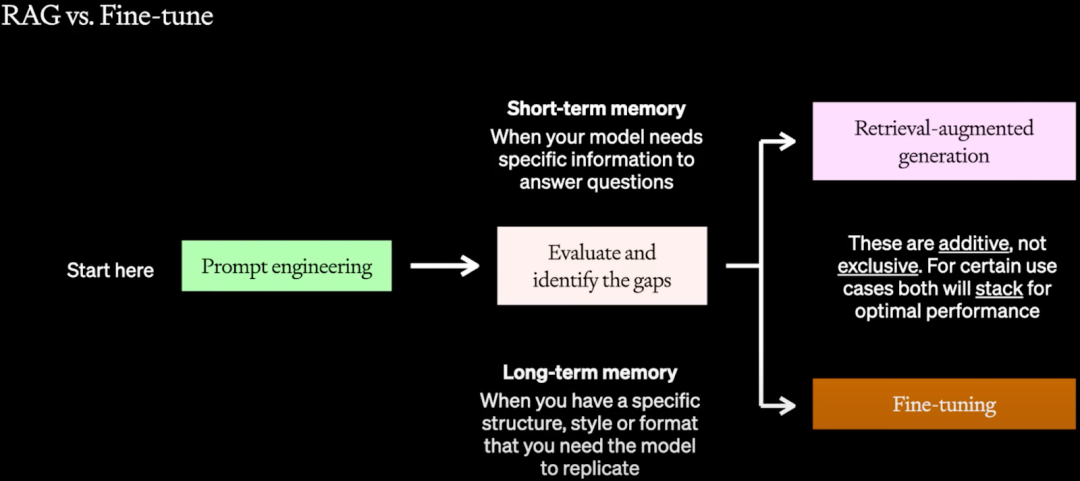 RAG vs. Fine-tune
Short-term memory
When your model needs
specific information to
answer questions
Retrieval-augmented
generation
Start here
Prompt engineering
Evaluate and
identify the gaps
These are additive, not
exclusive. For certain use
cases both will stack for
optimal performance
Long-term memory
When you have a specific
structure, style or format
that you need the model
to replicate
Fine-tuning